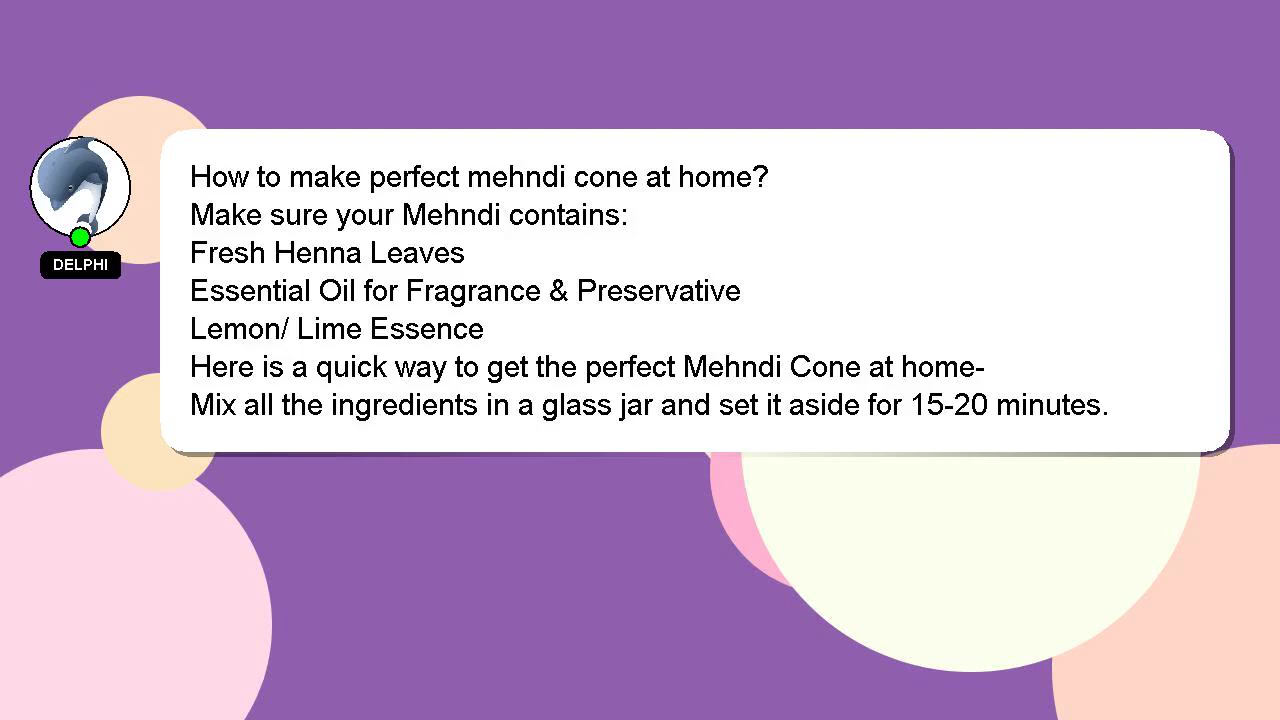 DELPHI
How to make perfect mehndi cone at home?
Make sure your Mehndi contains:
Fresh Henna Leaves
Essential Oil for Fragrance & Preservative
Lemon/ Lime Essence
Here is a quick way to get the perfect Mehndi Cone at home-
Mix all the ingredients in a glass jar and set it aside for 15-20 minutes.